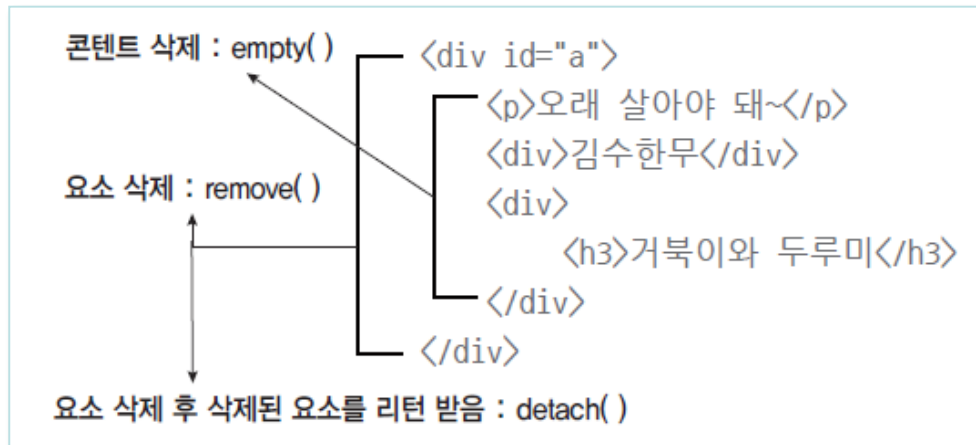 콘텐트 삭제 : empty( )
<div id="a">
<p>오래 살아야 돼~</p>
<div>김수한무</div>
요소 삭제 : remove( )
<div>
<h3>거북이와 두루미</h3>
</div>
</div>
요소 삭제 후 삭제된 요소를 리턴 받음 : detach( )